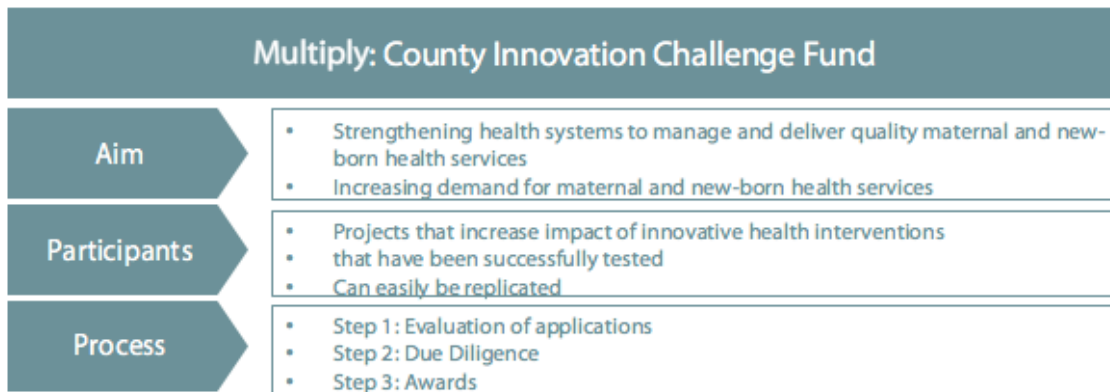 Multiply: County Innovation Challenge Fund
Aim
• Strengthening health systems to manage and deliver quality maternal and new-
born health services
• Increasing demand for maternal and new-born health services
Participants
• Projects that increase impact of innovative health interventions
• that have been successfully tested
• Can easily be replicated
Process
• Step 1: Evaluation of applications
• Step 2: Due Diligence
• Step 3: Awards